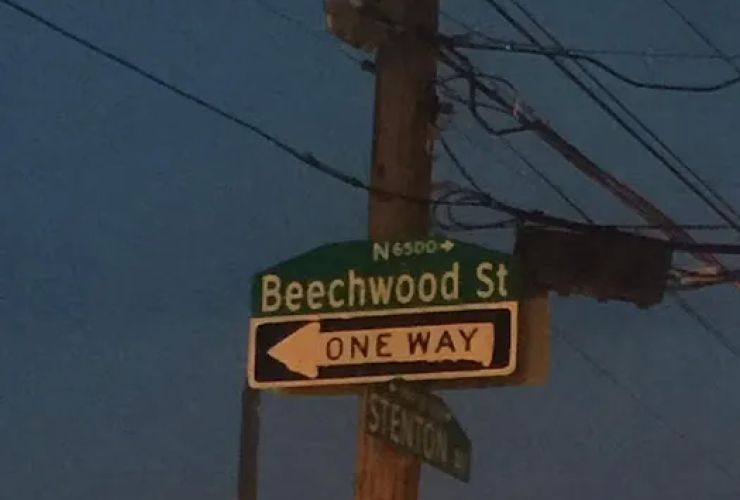 N 6500 →
Beechwood St
ONE WAY
STENTON